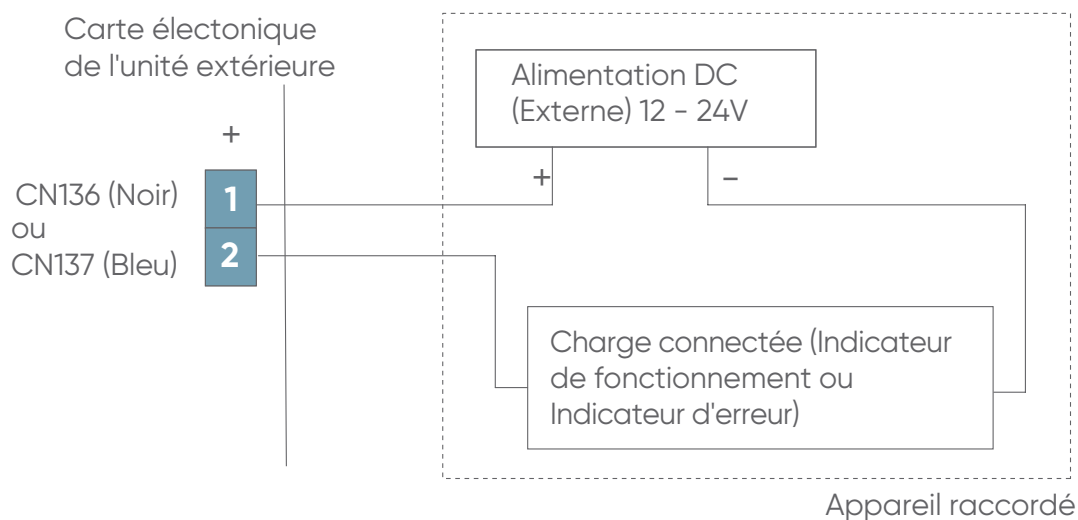 Carte électonique
de l'unité extérieure
+
CN136 (Noir)
ou
CN137 (Bleu)
1
2
Alimentation DC
(Externe) 12 - 24V
+
-
Charge connectée (Indicateur
de fonctionnement ou
Indicateur d'erreur)
Appareil raccordé